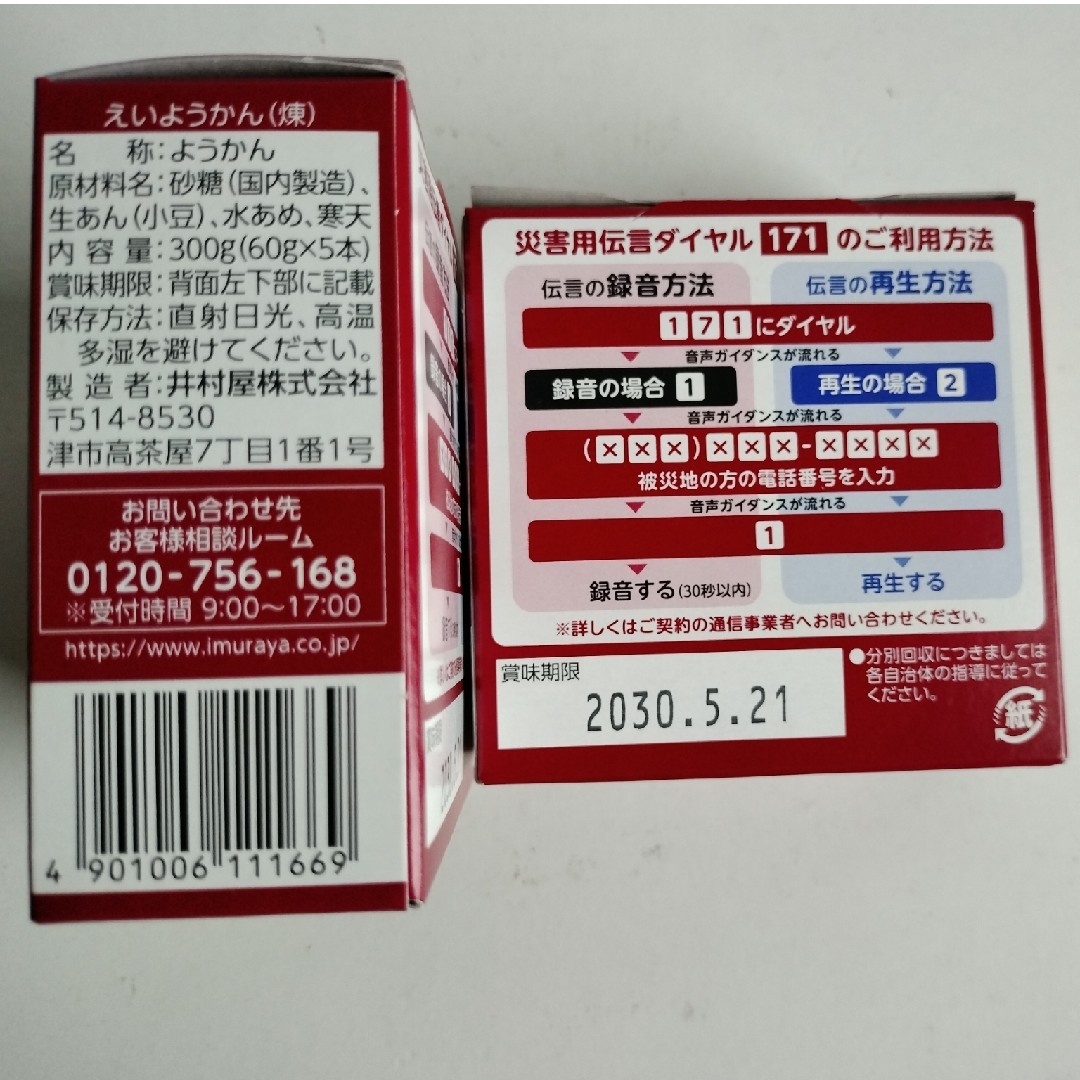 えいようかん(煉)
名 称:ようかん
原材料名:砂糖(国内製造)、
生あん(小豆)、水あめ、寒天
内容量:300g(60g×5本)
賞味期限:背面左下部に記載
保存方法:直射日光、高温
多湿を避けてください。
製造者:井村屋株式会社
〒514-8530
津市高茶屋7丁目1番1号
お問い合わせ先
お客様相談ルーム
0120-756-168
※受付時間 9:00~17:00
https://www.imuraya.co.jp/
4 901006 111669
災害用伝言ダイヤル 171 のご利用方法
伝言の録音方法 伝言の再生方法
171にダイヤル
音声ガイダンスが流れる
録音の場合 1 再生の場合 2
音声ガイダンスが流れる
(×××)×××-××××
被災地の方の電話番号を入力
音声ガイダンスが流れる
1
録音する(30秒以内) 再生する
※詳しくはご契約の通信事業者へお問い合わせください。
賞味期限
2030.5.21
●分別回収につきましては
各自治体の指導に従って
ください。
紙